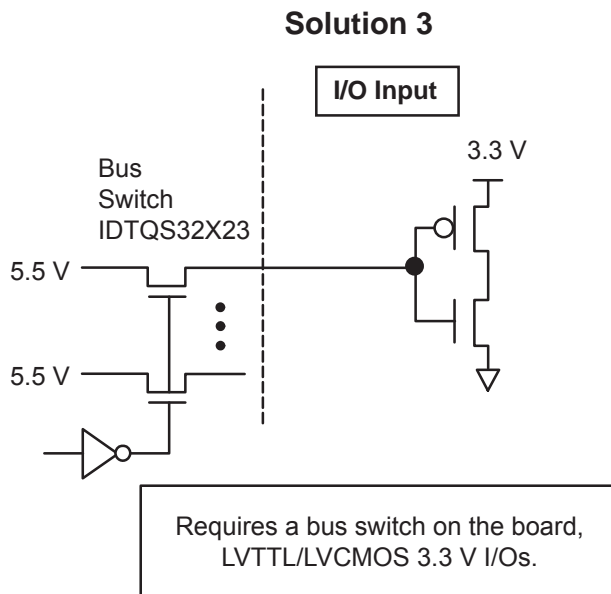 Solution 3
I/O Input
3.3 V
Bus
Switch
IDTQS32X23
5.5 V
5.5 V
Requires a bus switch on the board,
LVTTL/LVCMOS 3.3 V I/Os.